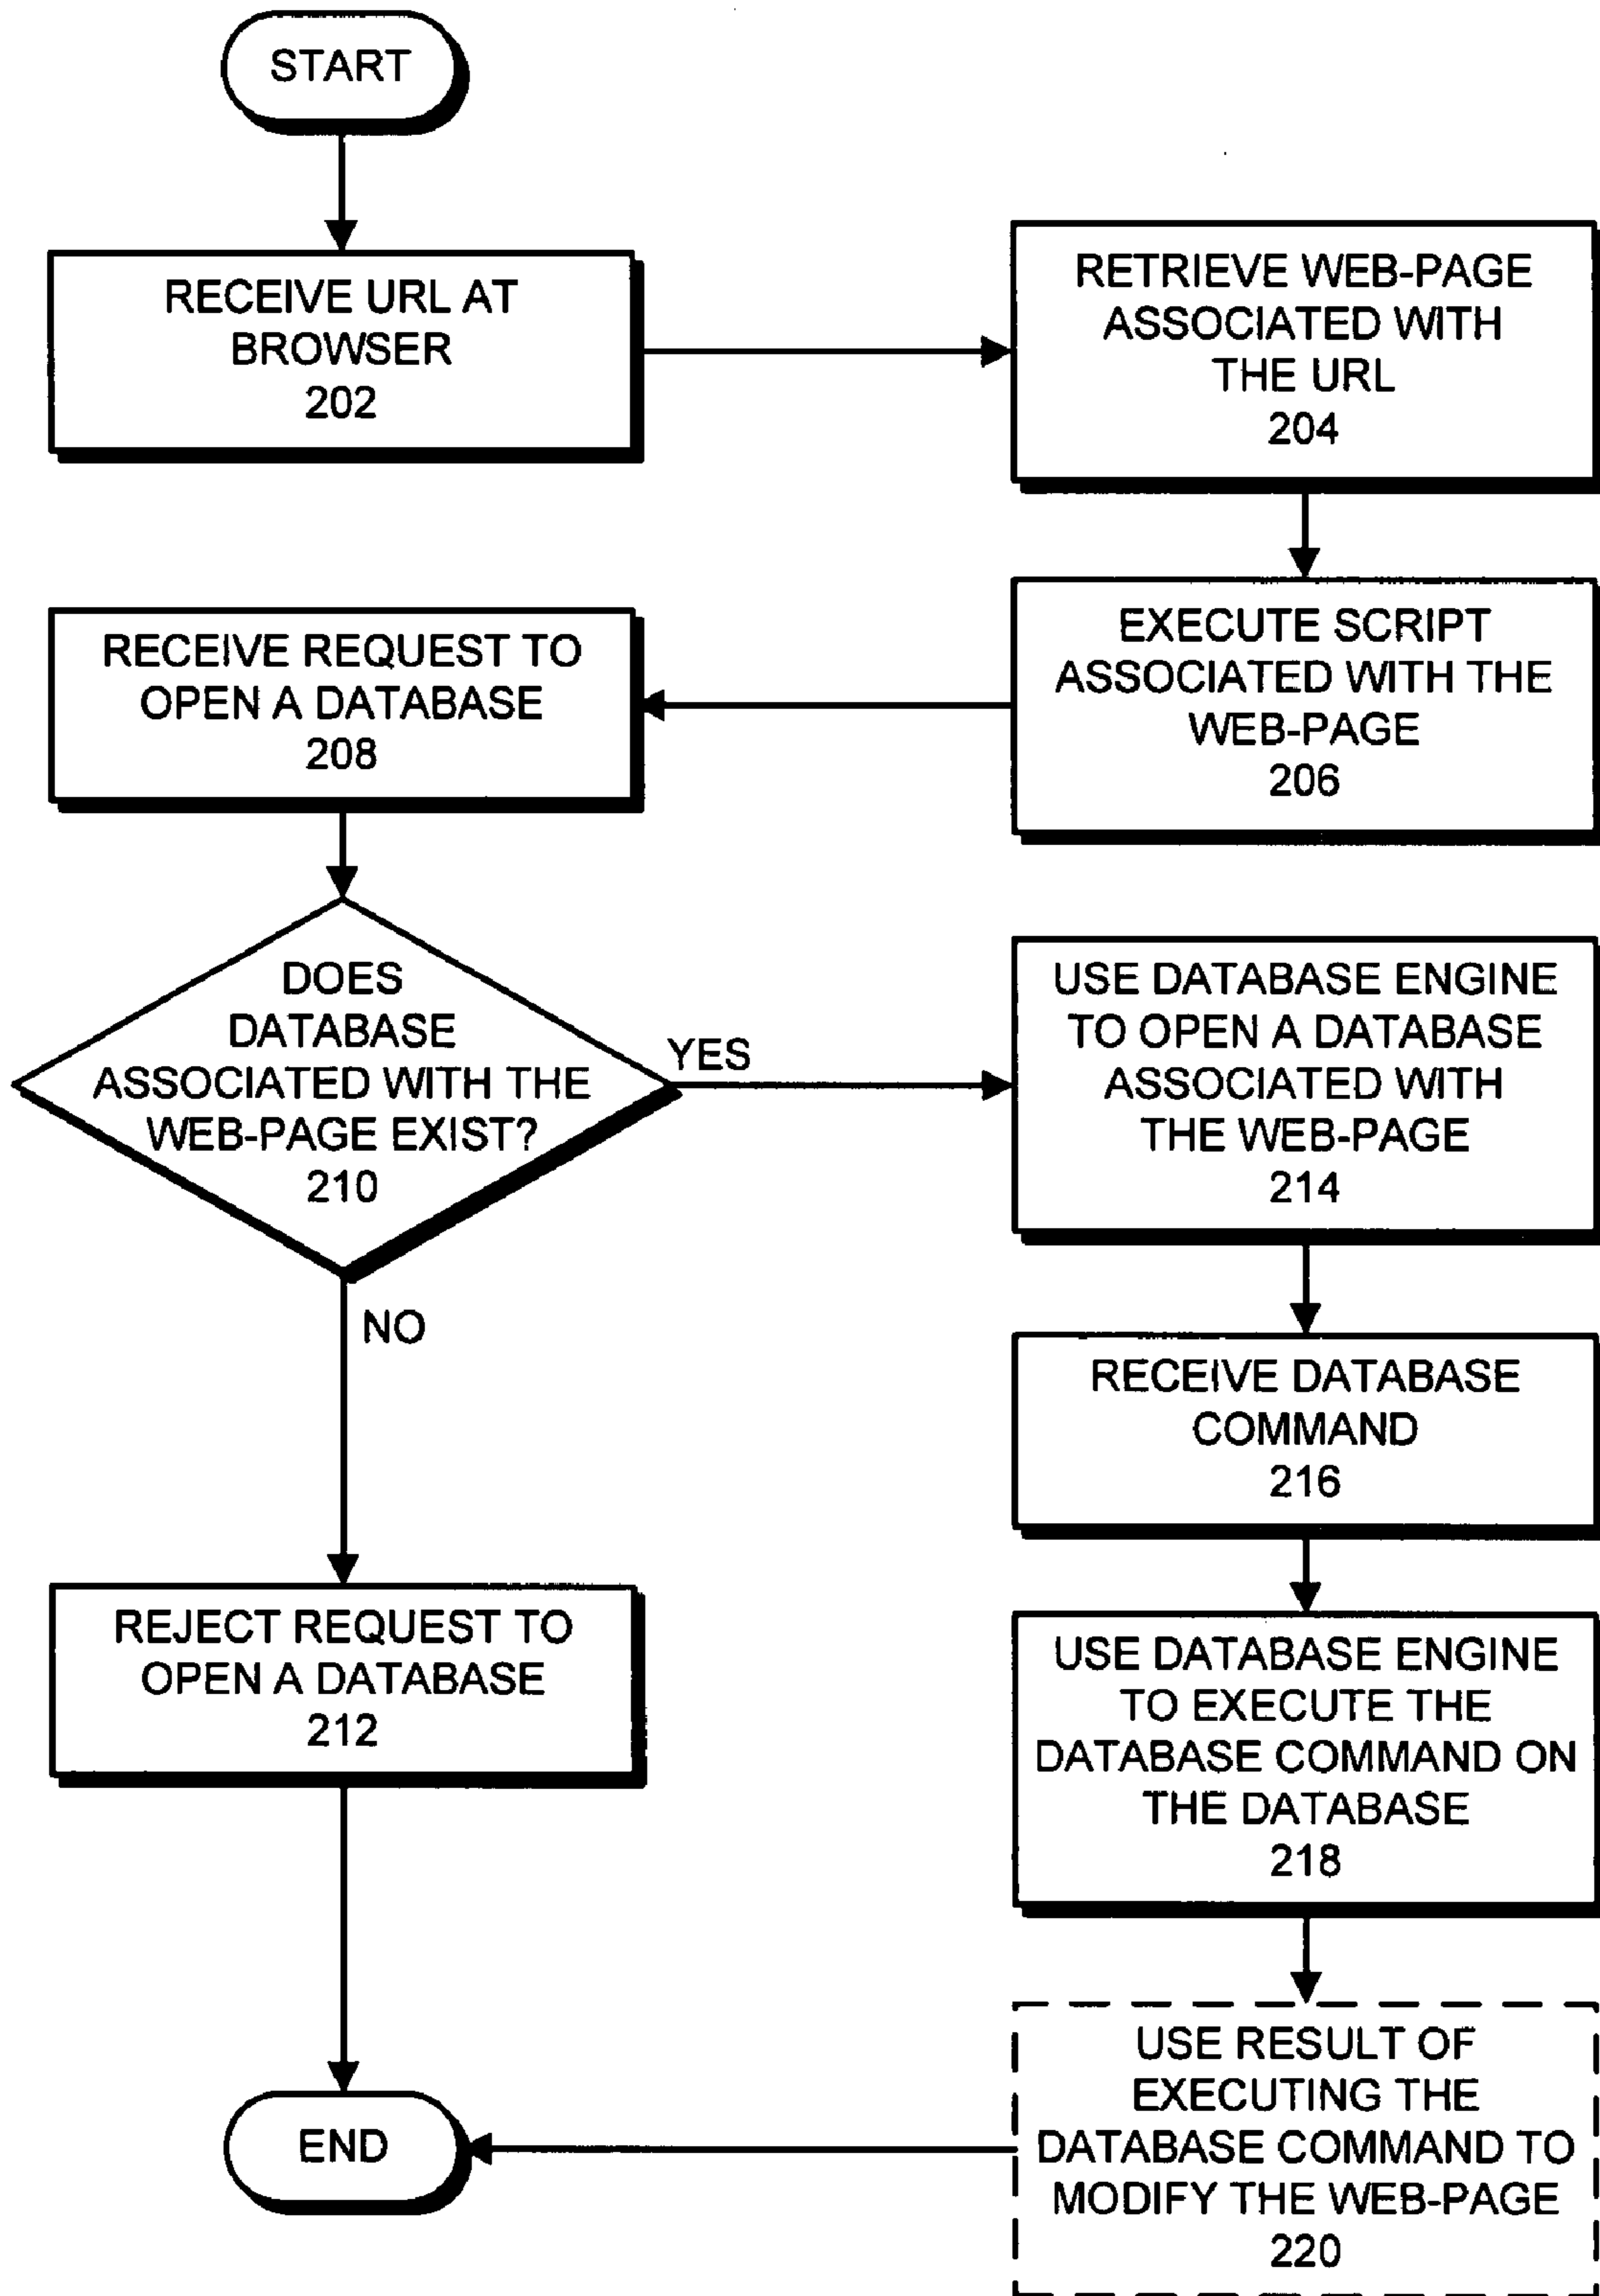 START
RECEIVE URL AT
BROWSER
202
RETRIEVE WEB-PAGE
ASSOCIATED WITH
THE URL
204
EXECUTE SCRIPT
ASSOCIATED WITH THE
WEB-PAGE
206
RECEIVE REQUEST TO
OPEN A DATABASE
208
DOES
DATABASE
ASSOCIATED WITH THE
WEB-PAGE EXIST?
210
YES
USE DATABASE ENGINE
TO OPEN A DATABASE
ASSOCIATED WITH
THE WEB-PAGE
214
RECEIVE DATABASE
COMMAND
216
NO
REJECT REQUEST TO
OPEN A DATABASE
212
USE DATABASE ENGINE
TO EXECUTE THE
DATABASE COMMAND ON
THE DATABASE
218
USE RESULT OF
EXECUTING THE
DATABASE COMMAND TO
MODIFY THE WEB-PAGE
220
END